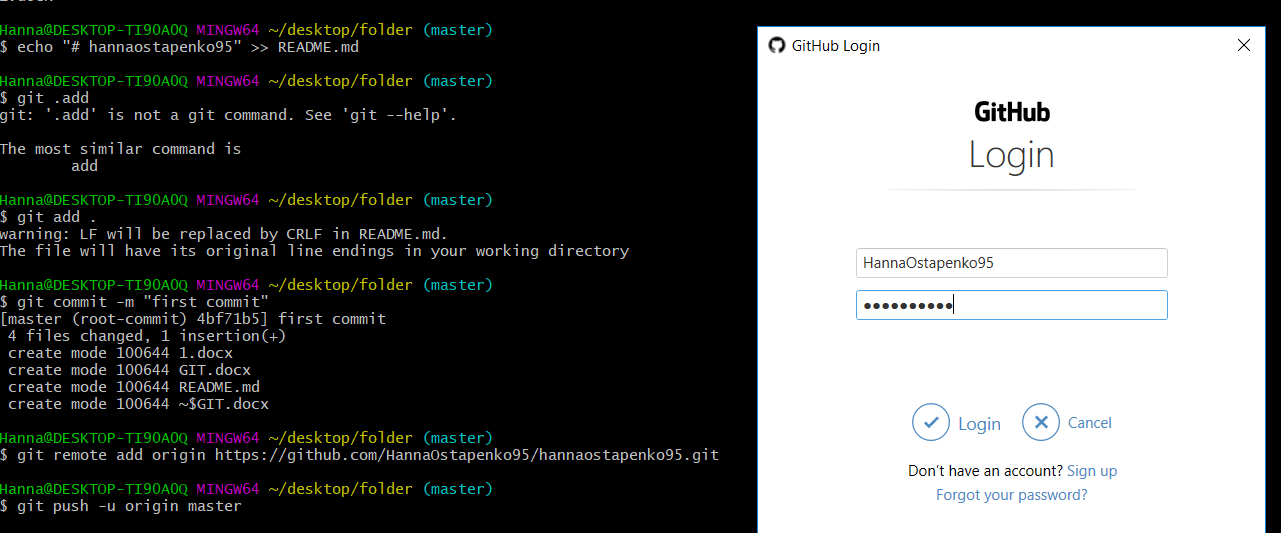 Hanna@DESKTOP-TI90A0Q MINGW64 ~/desktop/folder (master)
$ echo "# hannaostapenko95" >> README.md
Hanna@DESKTOP-TI90A0Q MINGW64 ~/desktop/folder (master)
$ git .add
git: '.add' is not a git command. See 'git --help'.
The most similar command is
add
Hanna@DESKTOP-TI90A0Q MINGW64 ~/desktop/folder (master)
$ git add .
warning: LF will be replaced by CRLF in README.md.
The file will have its original line endings in your working directory
Hanna@DESKTOP-TI90A0Q MINGW64 ~/desktop/folder (master)
$ git commit -m "first commit"
[master (root-commit) 4bf71b5] first commit
4 files changed, 1 insertion(+)
create mode 100644 1.docx
create mode 100644 GIT.docx
create mode 100644 README.md
create mode 100644 ~$GIT.docx
Hanna@DESKTOP-TI90A0Q MINGW64 ~/desktop/folder (master)
$ git remote add origin https://github.com/HannaOstapenko95/hannaostapenko95.git
Hanna@DESKTOP-TI90A0Q MINGW64 ~/desktop/folder (master)
$ git push -u origin master
GitHub Login
GitHub
Login
HannaOstapenko95
●●●●●●●●●●
Login Cancel
Don't have an account? Sign up
Forgot your password?